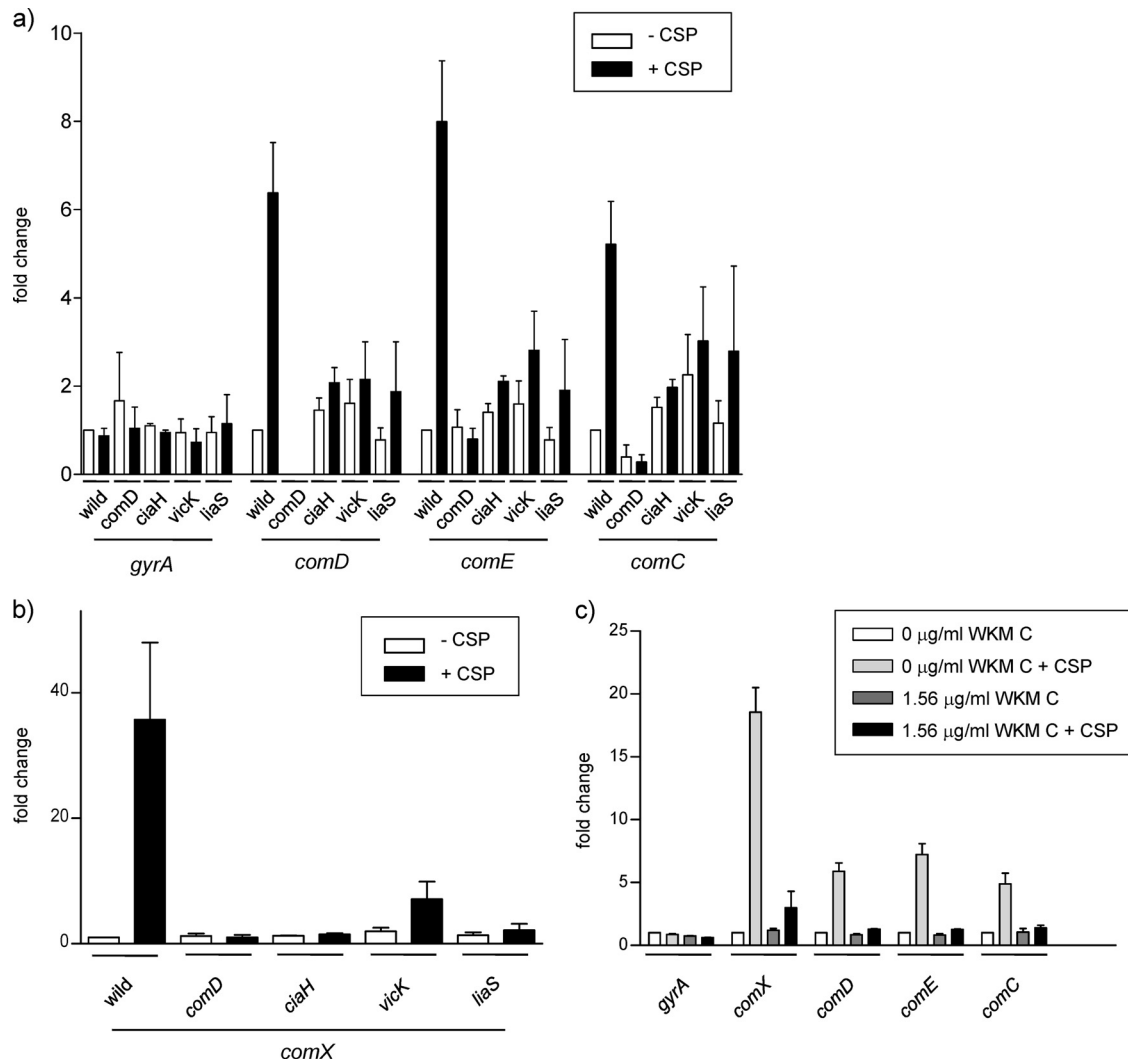 a)
10
8
6
4
2
0
fold change
- CSP
+ CSP
wild comD ciaH vicK liaS wild comD ciaH vicK liaS wild comD ciaH vicK liaS wild comD ciaH vicK liaS
gyrA comD comE comC
b)
40
20
0
fold change
- CSP
+ CSP
wild comD ciaH vicK liaS
comX
c)
25
20
15
10
5
0
fold change
0 μg/ml WKM C
0 μg/ml WKM C + CSP
1.56 μg/ml WKM C
1.56 μg/ml WKM C + CSP
gyrA comX comD comE comC